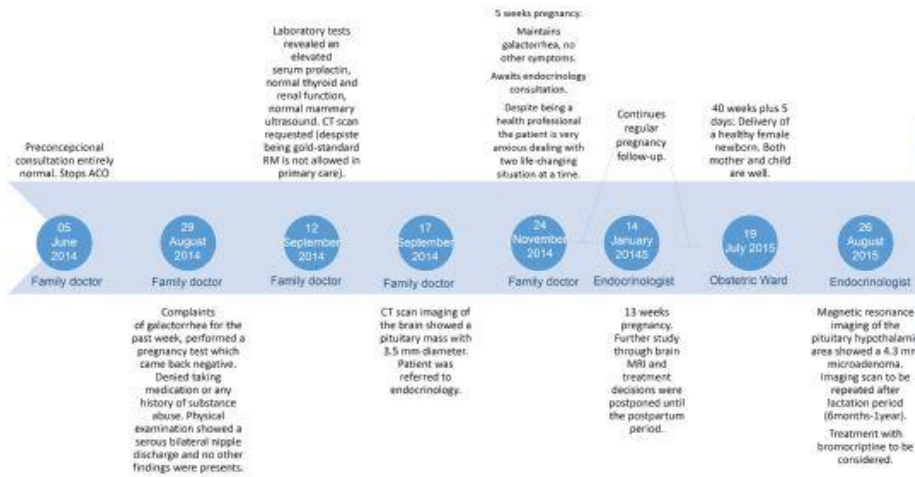 Preconcepcional
consultation entirely
normal. Stops ACO
Laboratory tests
revealed an
elevated
serum prolactin,
normal thyroid and
renal function,
normal mammary
ultrasound. CT scan
requested (despiste
being gold-standard
RM is not allowed in
primary care).
5 weeks pregnancy.
Maintains
galactorrhea, no
other symptoms.
Awaits endocrinology
consultation.
Despite being a
health professional
the patient is very
anxious dealing with
two life-changing
situation at a time.
Continues
regular
pregnancy
follow-up.
40 weeks plus 5
days: Delivery of
a healthy female
newborn. Both
mother and child
are well.
05
June
2014
Family doctor
29
August
2014
Family doctor
12
September
2014
Family doctor
17
September
2014
Family doctor
24
November
2014
Family doctor
14
January
20145
Endocrinologist
19
July 2015
Obstetric Ward
26
August
2015
Endocrinologist
Complaints
of galactorrhea for the
past week, performed a
pregnancy test which
came back negative.
Denied taking
medication or any
history of substance
abuse. Physical
examination showed a
serous bilateral nipple
discharge and no other
findings were presents.
CT scan imaging of
the brain showed a
pituitary mass with
3.5 mm diameter.
Patient was
referred to
endocrinology.
13 weeks
pregnancy.
Further study
through brain
MRI and
treatment
decisions were
postponed until
the postpartum
period.
Magnetic resonance
imaging of the
pituitary hypothalamic
area showed a 4.3 mm
microadenoma.
Imaging scan to be
repeated after
lactation period
(6months-1year).
Treatment with
bromocriptine to be
considered.